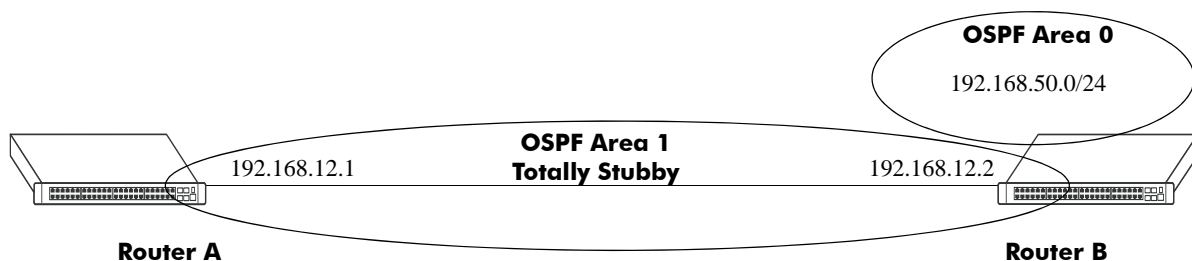 OSPF Area 0
192.168.50.0/24
OSPF Area 1
Totally Stubby
192.168.12.1
192.168.12.2
Router A
Router B